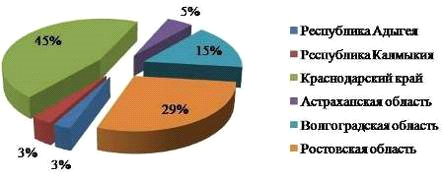 45%
5%
15%
29%
3%
3%
Республика Адыгея
Республика Калмыкия
Краснодарский край
Астраханская область
Волгоградская область
Ростовская область